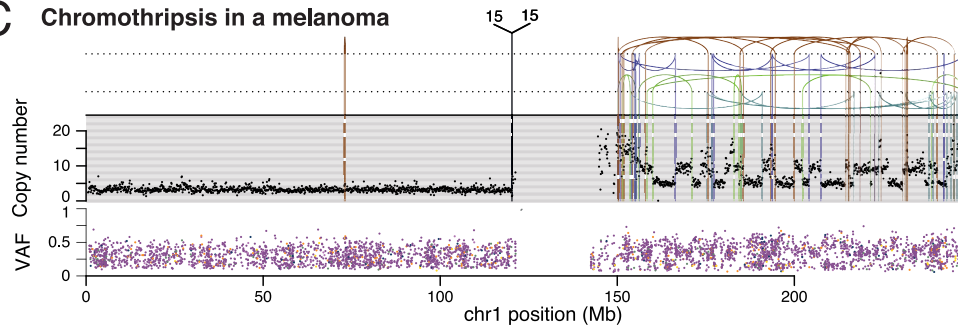 C Chromothripsis in a melanoma
15 15
Copy number
20
10
0
VAF
1
0.5
0
0 50 100 150 200
chr1 position (Mb)